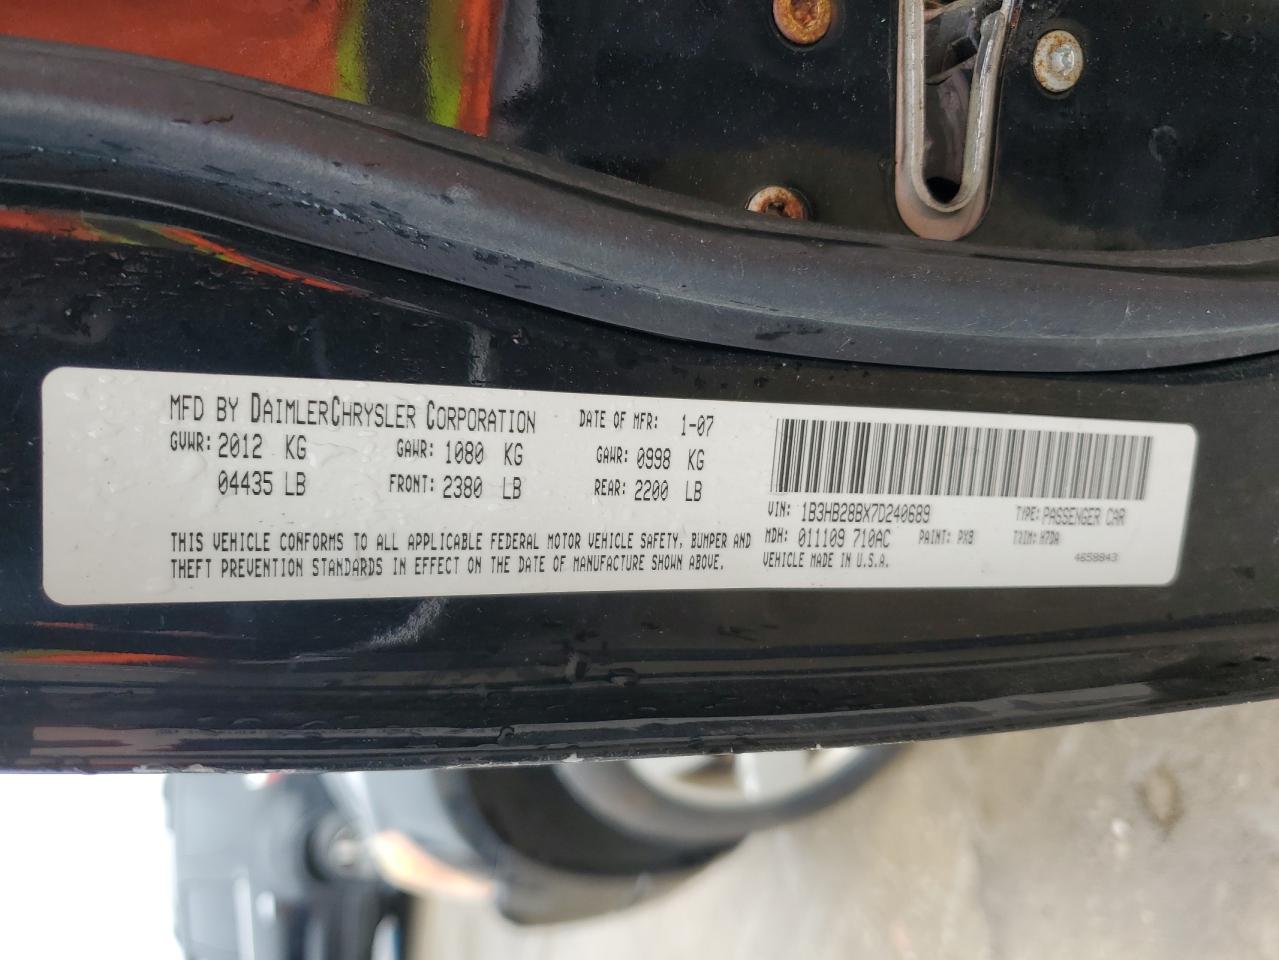 MFD BY DAIMLERCHRYSLER CORPORATION DATE OF MFR: 1-07
GVWR: 2012 KG GAWR: 1080 KG GAWR: 0998 KG
04435 LB FRONT: 2380 LB REAR: 2200 LB
THIS VEHICLE CONFORMS TO ALL APPLICABLE FEDERAL MOTOR VEHICLE SAFETY, BUMPER AND
THEFT PREVENTION STANDARDS IN EFFECT ON THE DATE OF MANUFACTURE SHOWN ABOVE.
VIN: 1B3HB28BX7D240689 TYPE: PASSENGER CAR
MDH: 011109 710AC PAINT: PX8 TRIM: H7DA
VEHICLE MADE IN U.S.A. 4658843